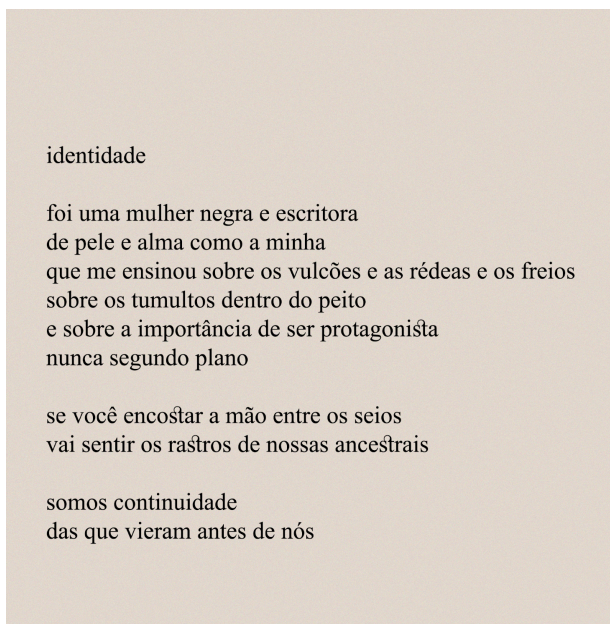 identidade
foi uma mulher negra e escritora
de pele e alma como a minha
que me ensinou sobre os vulcões e as rédeas e os freios
sobre os tumultos dentro do peito
e sobre a importância de ser protagonista
nunca segundo plano
se você encostar a mão entre os seios
vai sentir os rastros de nossas ancestrais
somos continuidade
das que vieram antes de nós